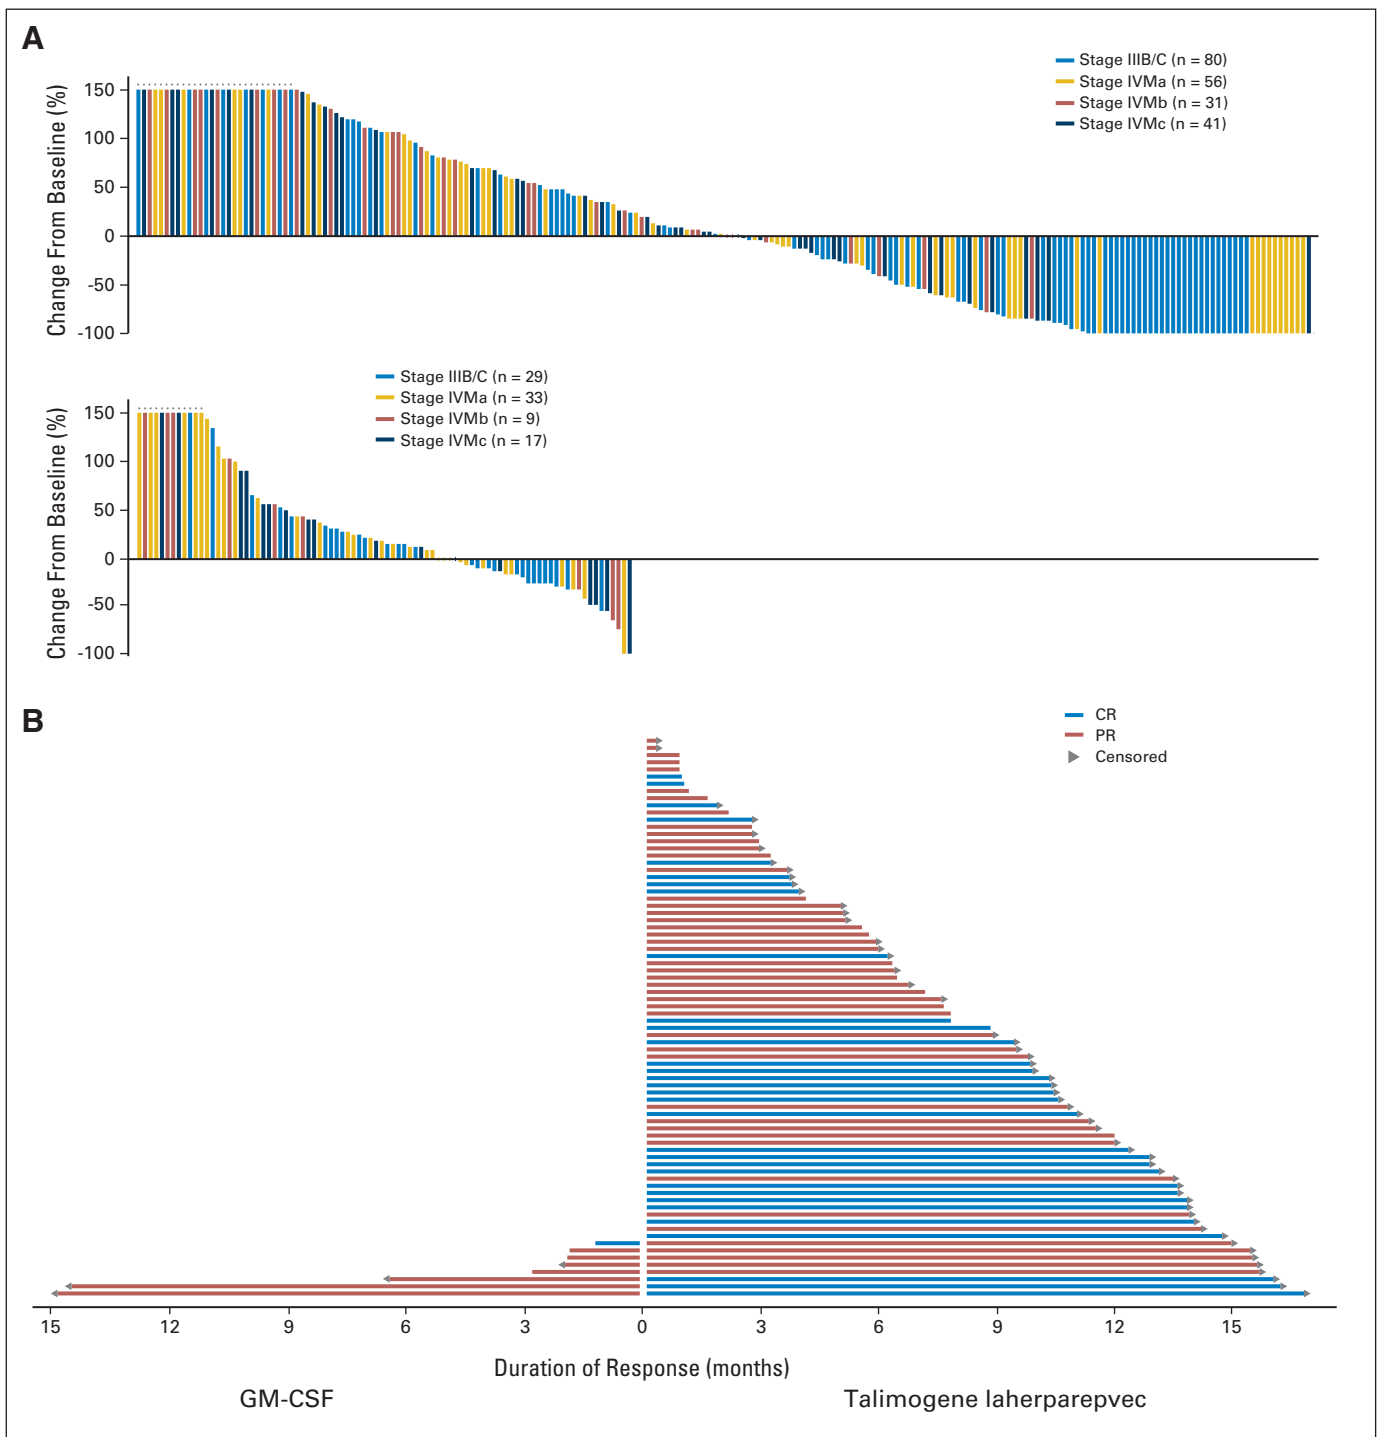 A
Stage IIIB/C (n = 80)
Stage IVMa (n = 56)
Stage IVMb (n = 31)
Stage IVMc (n = 41)
Change From Baseline (%)
150
100
50
0
-50
-100
Stage IIIB/C (n = 29)
Stage IVMa (n = 33)
Stage IVMb (n = 9)
Stage IVMc (n = 17)
Change From Baseline (%)
150
100
50
0
-50
-100
B
CR
PR
Censored
15 12 9 6 3 0 3 6 9 12 15
Duration of Response (months)
GM-CSF Talimogene laherparepvec